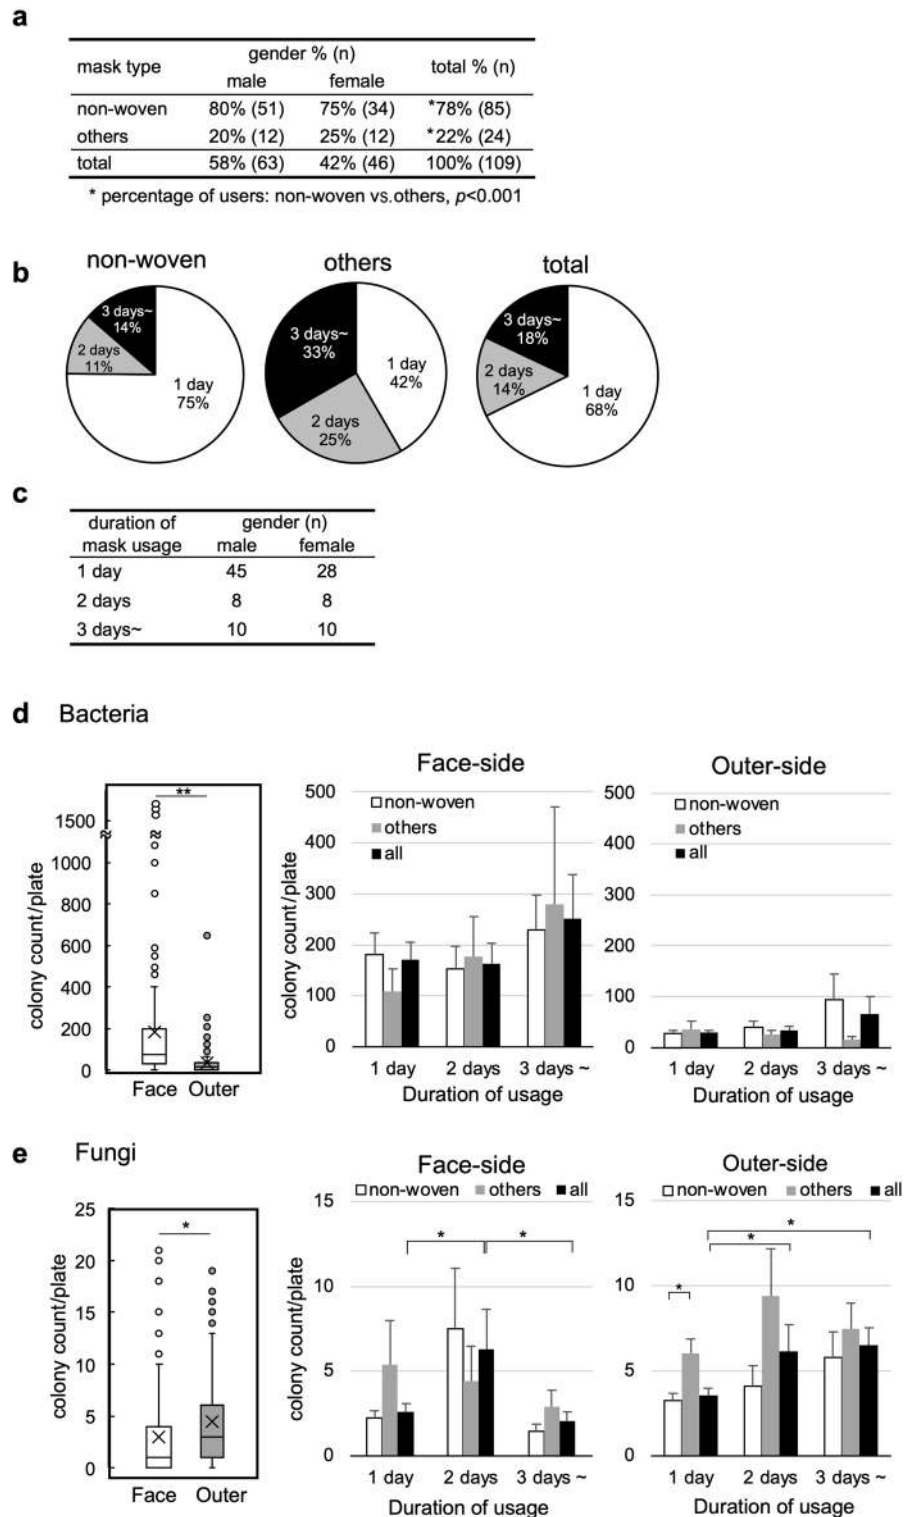 a
mask type gender % (n) total % (n)
male female
non-woven 80% (51) 75% (34) *78% (85)
others 20% (12) 25% (12) *22% (24)
total 58% (63) 42% (46) 100% (109)
* percentage of users: non-woven vs.others, p<0.001
b
non-woven others total
3 days~
14%
2 days
11%
1 day
75%
3 days~
33%
1 day
42%
2 days
25%
3 days~
18%
2 days
14%
1 day
68%
c
duration of mask usage gender (n)
male female
1 day 45 28
2 days 8 8
3 days~ 10 10
d Bacteria
colony count/plate
1500
1000
800
600
400
200
0
**
Face Outer
Face-side
colony count/plate
500
400
300
200
100
0
non-woven
others
all
1 day 2 days 3 days ~
Duration of usage
Outer-side
500
400
300
200
100
0
non-woven
others
all
1 day 2 days 3 days ~
Duration of usage
e Fungi
colony count/plate
25
20
15
10
5
0
*
Face Outer
Face-side
non-woven others all
colony count/plate
15
10
5
0
* *
1 day 2 days 3 days ~
Duration of usage
Outer-side
non-woven others all
15
10
5
0
*
*
*
1 day 2 days 3 days ~
Duration of usage